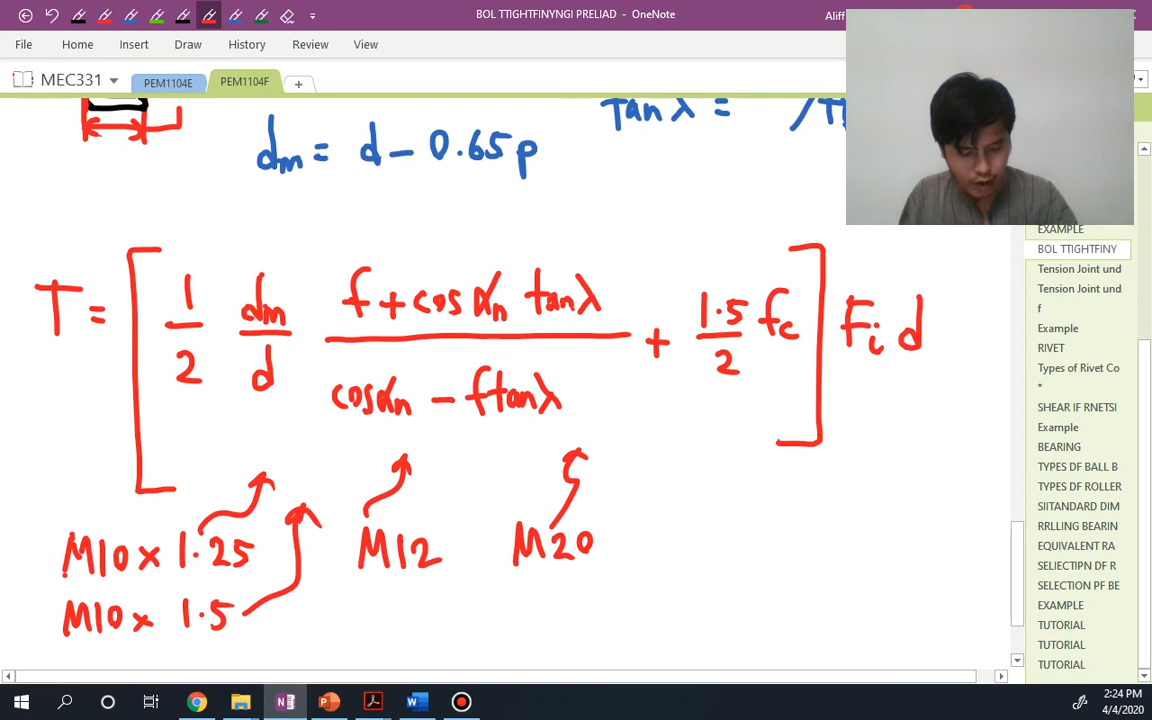 BOL TTIGHTFINYNGI PRELIAD - OneNote
Aliff
File Home Insert Draw History Review View
MEC331 PEM1104E PEM1104F +
tan λ =
dm = d - 0.65p
T = [ 1/2 dm/d (f + cos αn tan λ)/(cos αn - f tan λ) + 1.5/2 fc ] Fi d
M10 x 1.25 M12 M20
M10 x 1.5
EXAMPLE
BOL TTIGHTFINY
Tension Joint und
Tension Joint und
f
Example
RIVET
Types of Rivet Co
*
SHEAR IF RNETSI
Example
BEARING
TYPES DF BALL B
TYPES DF ROLLER
SIITANDARD DIM
RRLLING BEARIN
EQUIVALENT RA
SELIECTIPN DF R
SELECTION PF BE
EXAMPLE
TUTORIAL
TUTORIAL
TUTORIAL
2:24 PM
4/4/2020